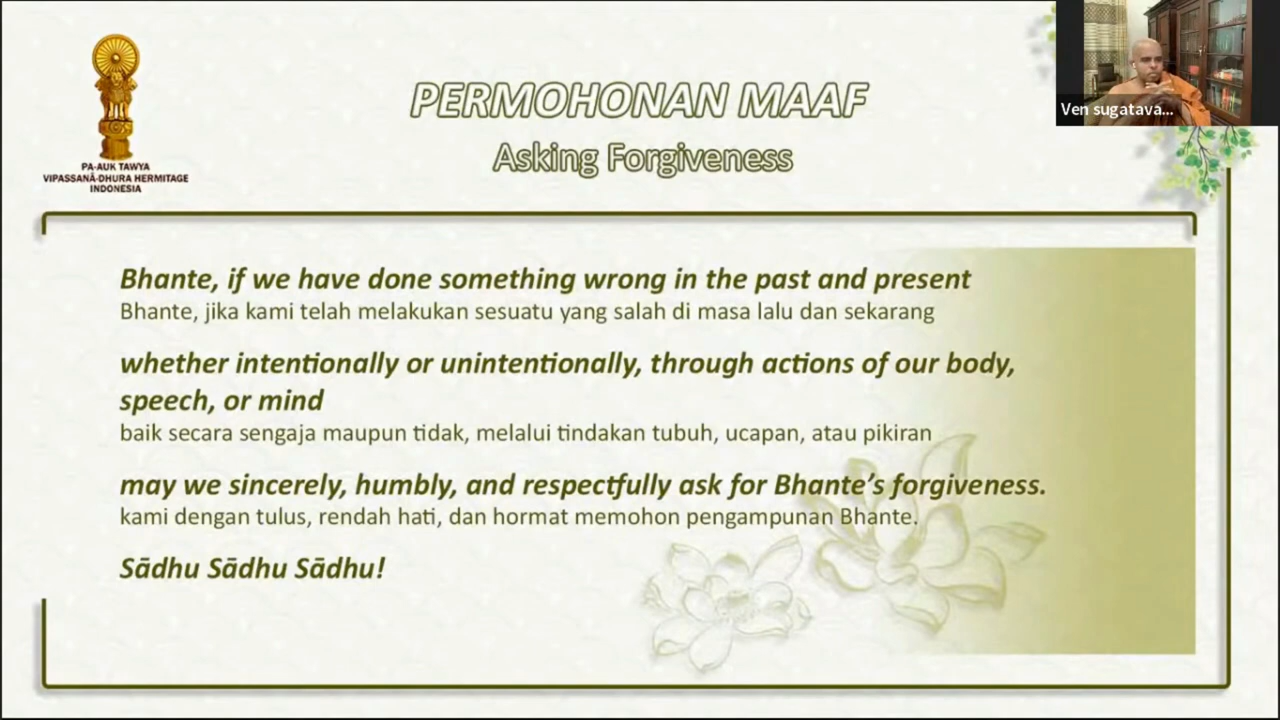 PA-AUK TAWYA
VIPASSANĀ-DHURA HERMITAGE
INDONESIA
PERMOHONAN MAAF
Asking Forgiveness
Ven sugatava...
Bhante, if we have done something wrong in the past and present
Bhante, jika kami telah melakukan sesuatu yang salah di masa lalu dan sekarang
whether intentionally or unintentionally, through actions of our body,
speech, or mind
baik secara sengaja maupun tidak, melalui tindakan tubuh, ucapan, atau pikiran
may we sincerely, humbly, and respectfully ask for Bhante’s forgiveness.
kami dengan tulus, rendah hati, dan hormat memohon pengampunan Bhante.
Sādhu Sādhu Sādhu!